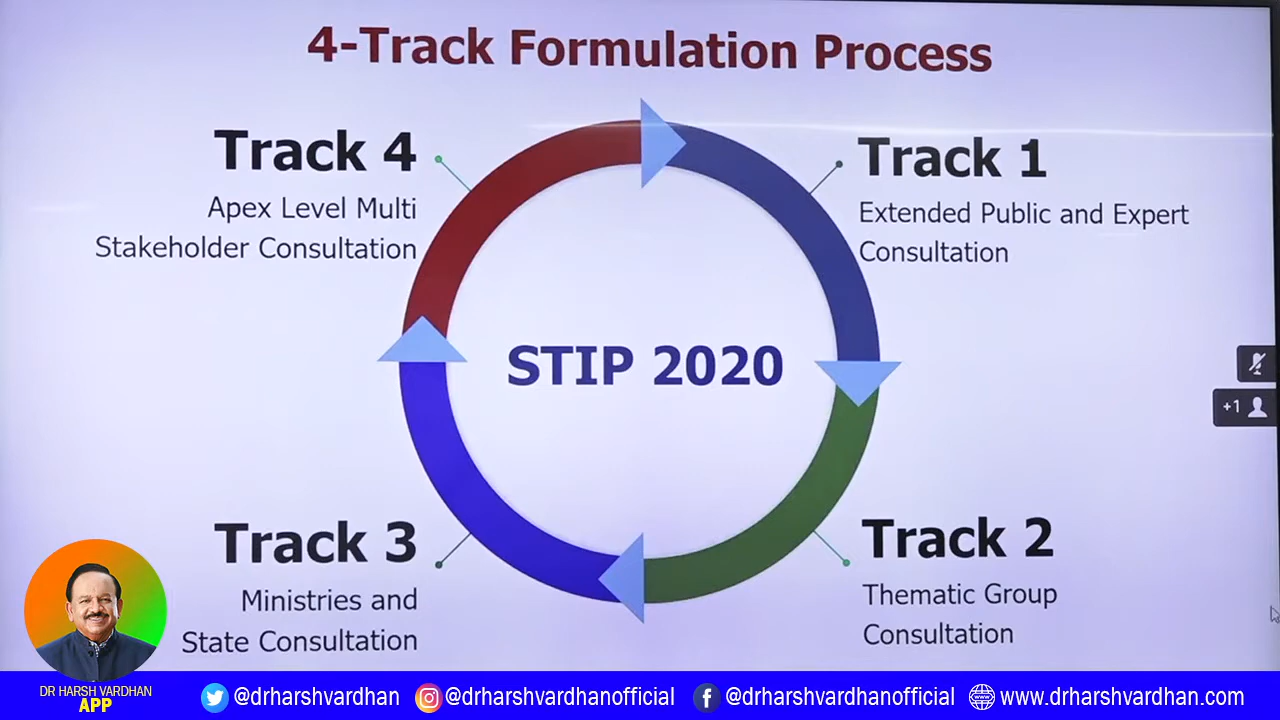 4-Track Formulation Process
Track 4
Apex Level Multi
Stakeholder Consultation
Track 1
Extended Public and Expert
Consultation
STIP 2020
+1
Track 3
Ministries and
State Consultation
Track 2
Thematic Group
Consultation
DR HARSH VARDHAN
APP
@drharshvardhan
@drharshvardhanofficial
@drharshvardhanofficial
www.drharshvardhan.com